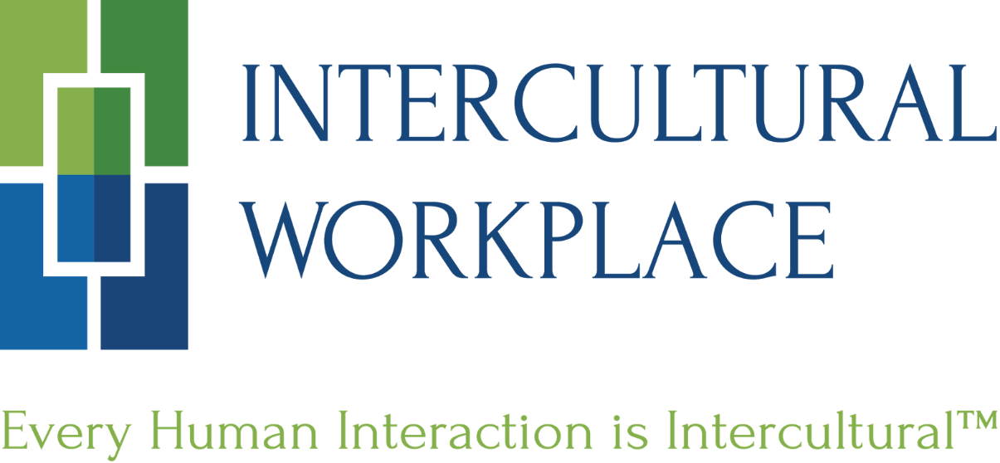 INTERCULTURAL
WORKPLACE
Every Human Interaction is Intercultural™